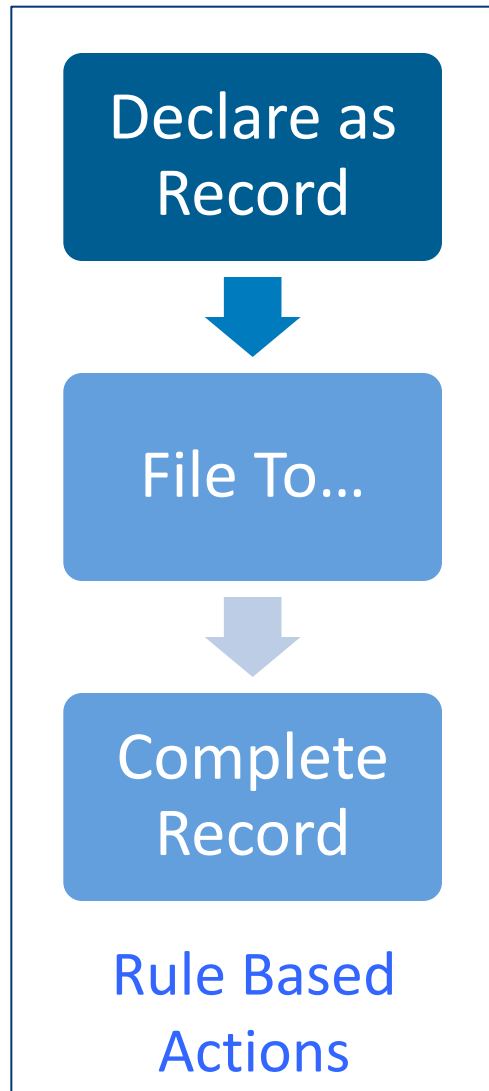 Declare as
Record
File To…
Complete
Record
Rule Based
Actions